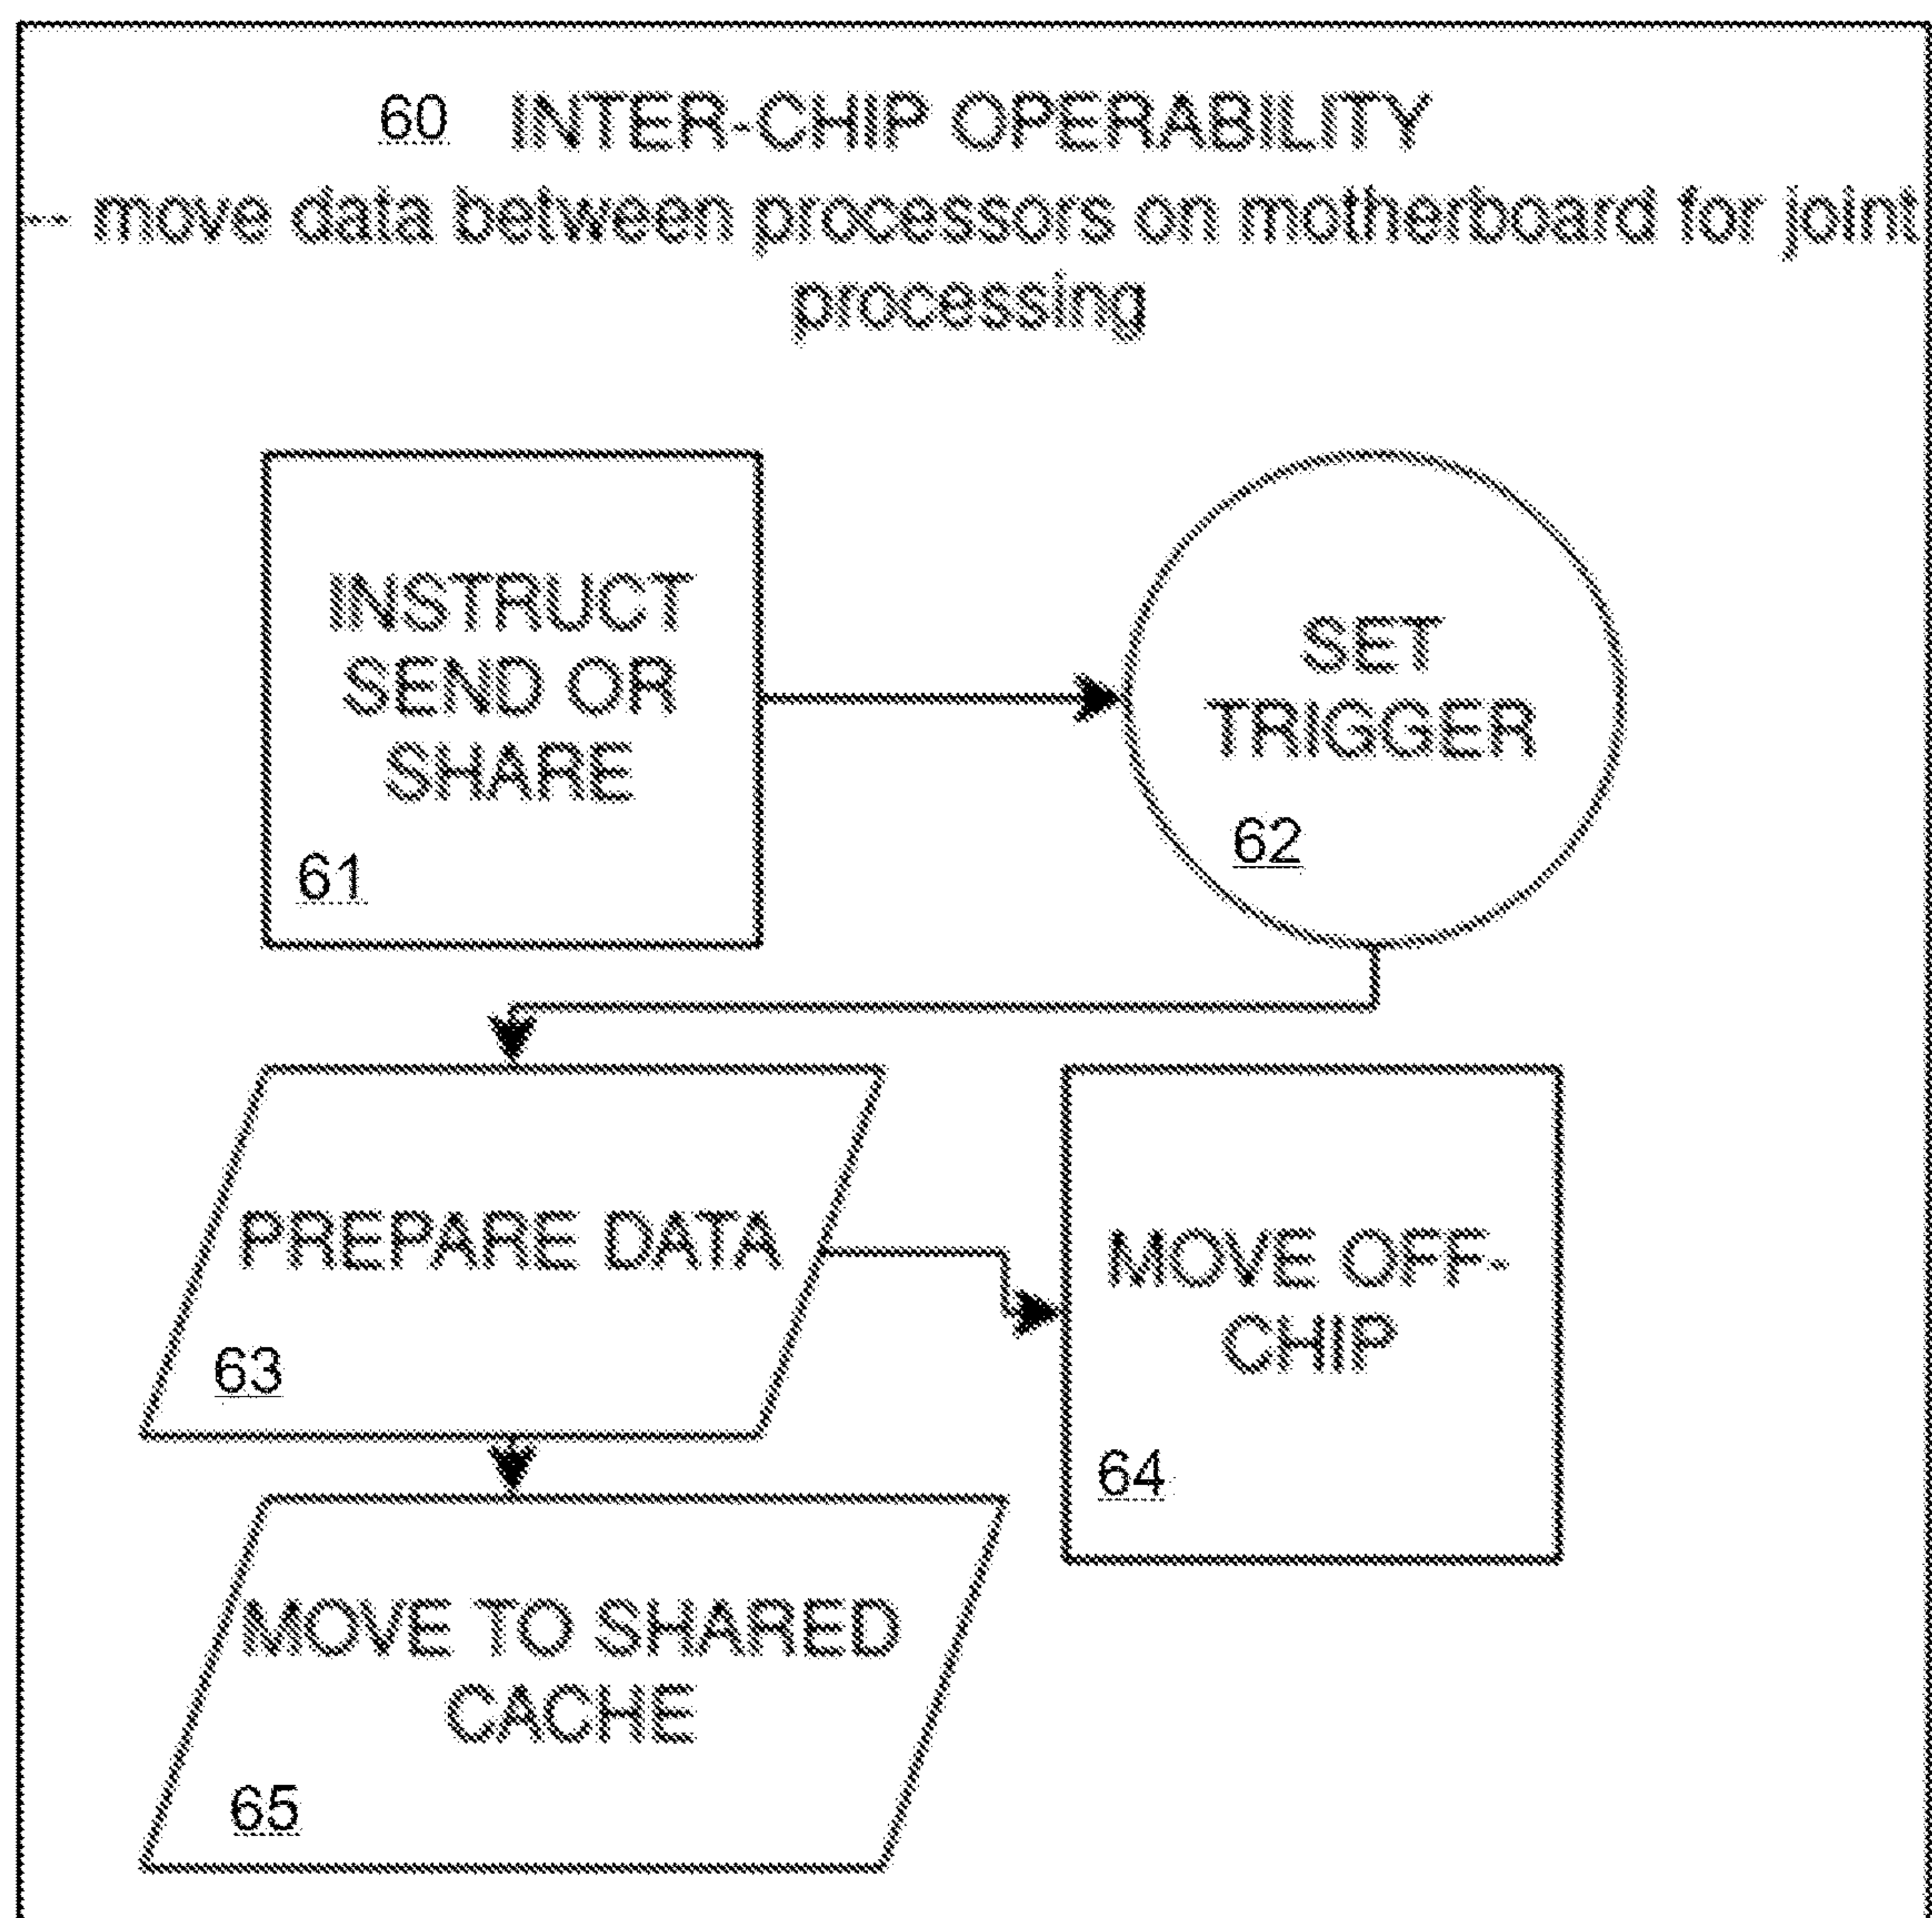 60 INTER-CHIP OPERABILITY
-- move data between processors on motherboard for joint
processing
INSTRUCT
SEND OR
SHARE
61
SET
TRIGGER
62
PREPARE DATA
63
MOVE OFF-
CHIP
64
MOVE TO SHARED
CACHE
65